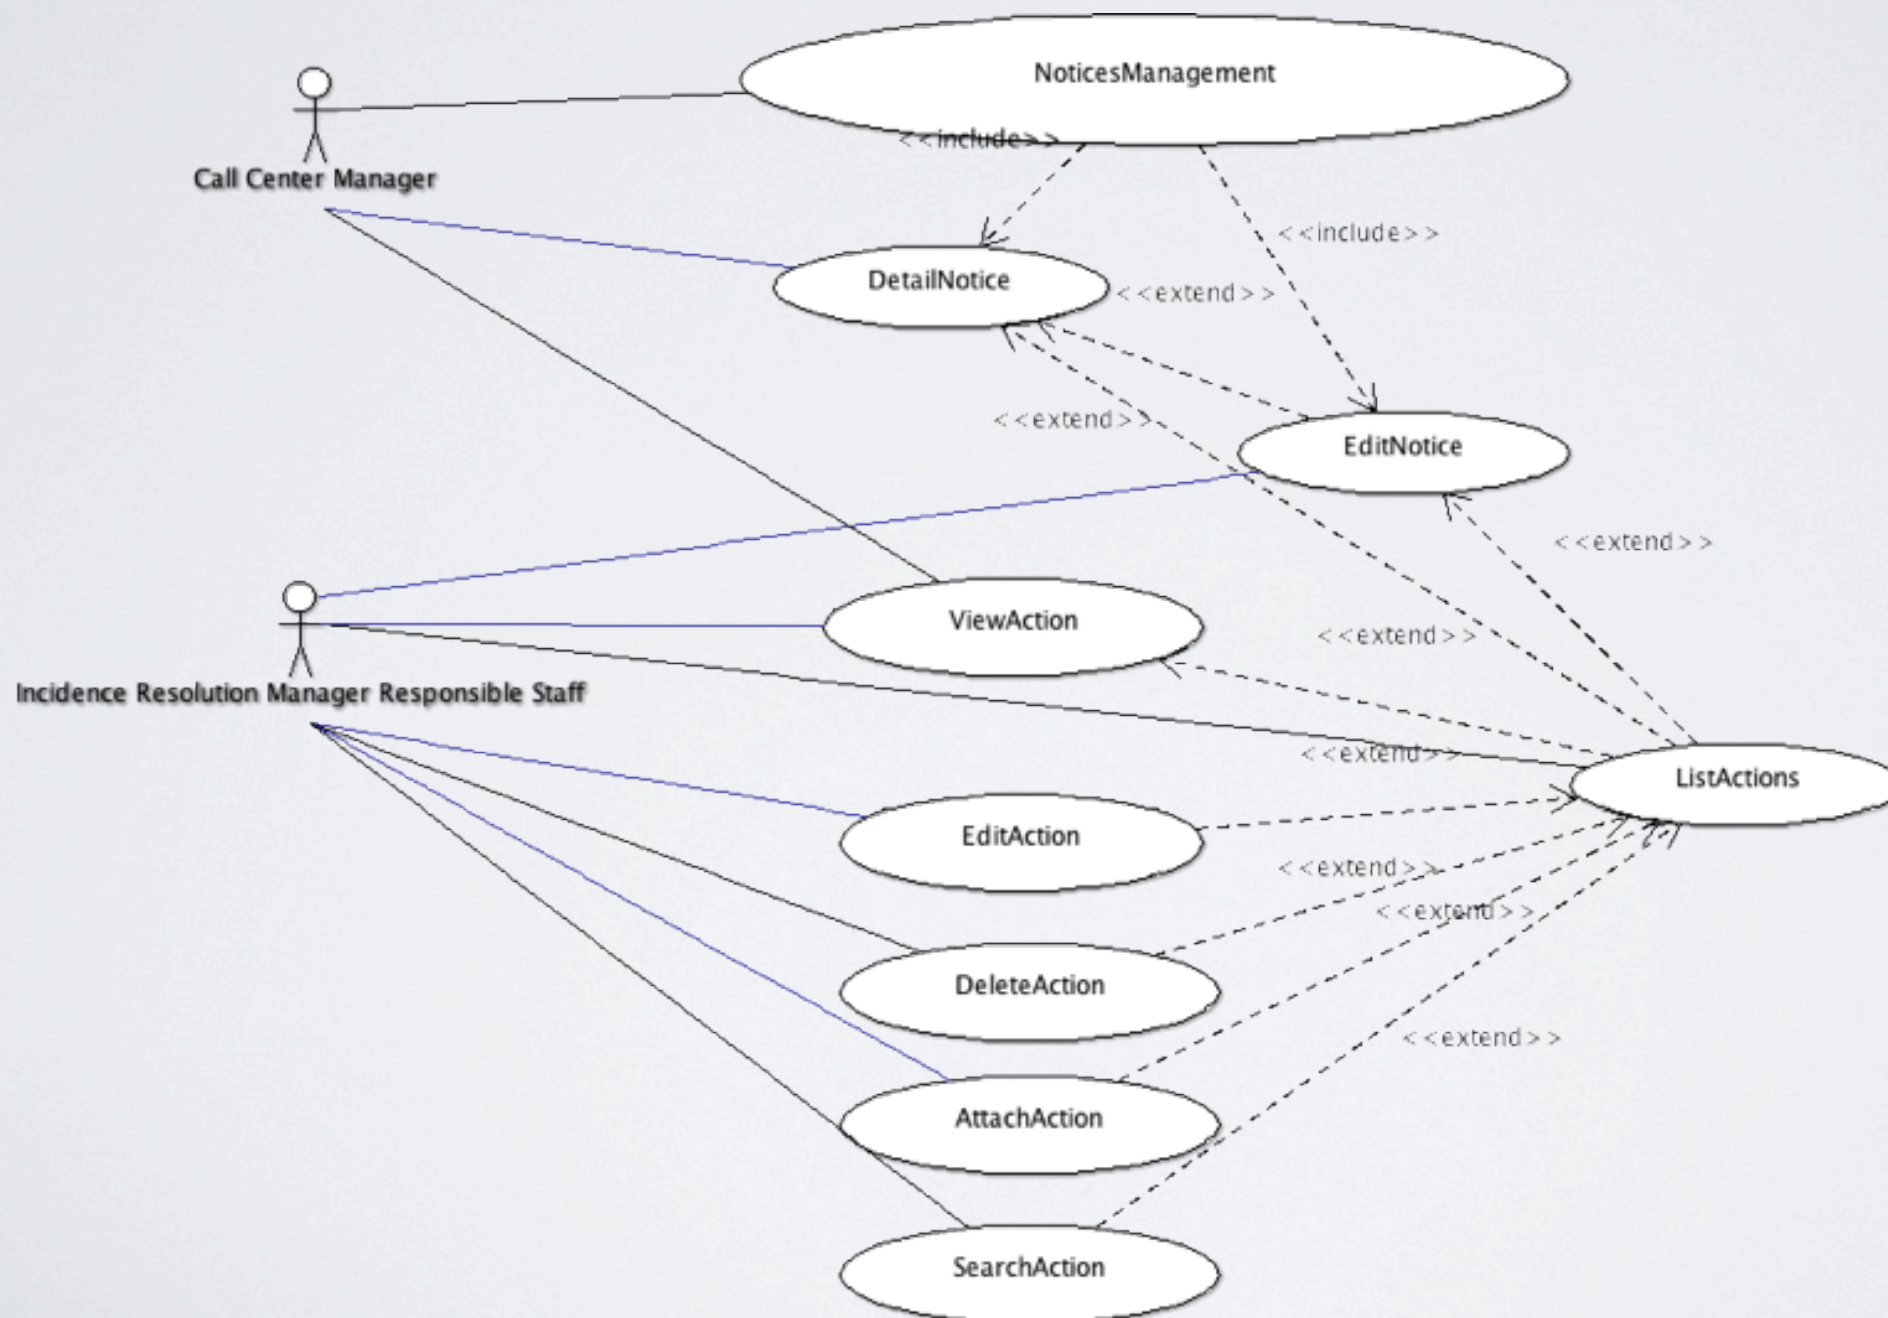 NoticesManagement
<<include>>
Call Center Manager
<<include>>
DetailNotice
<<extend>>
<<extend>>
EditNotice
<<extend>>
ViewAction
<<extend>>
Incidence Resolution Manager Responsible Staff
<<extend>>
ListActions
EditAction
<<extend>>
<<extend>>
DeleteAction
<<extend>>
AttachAction
SearchAction